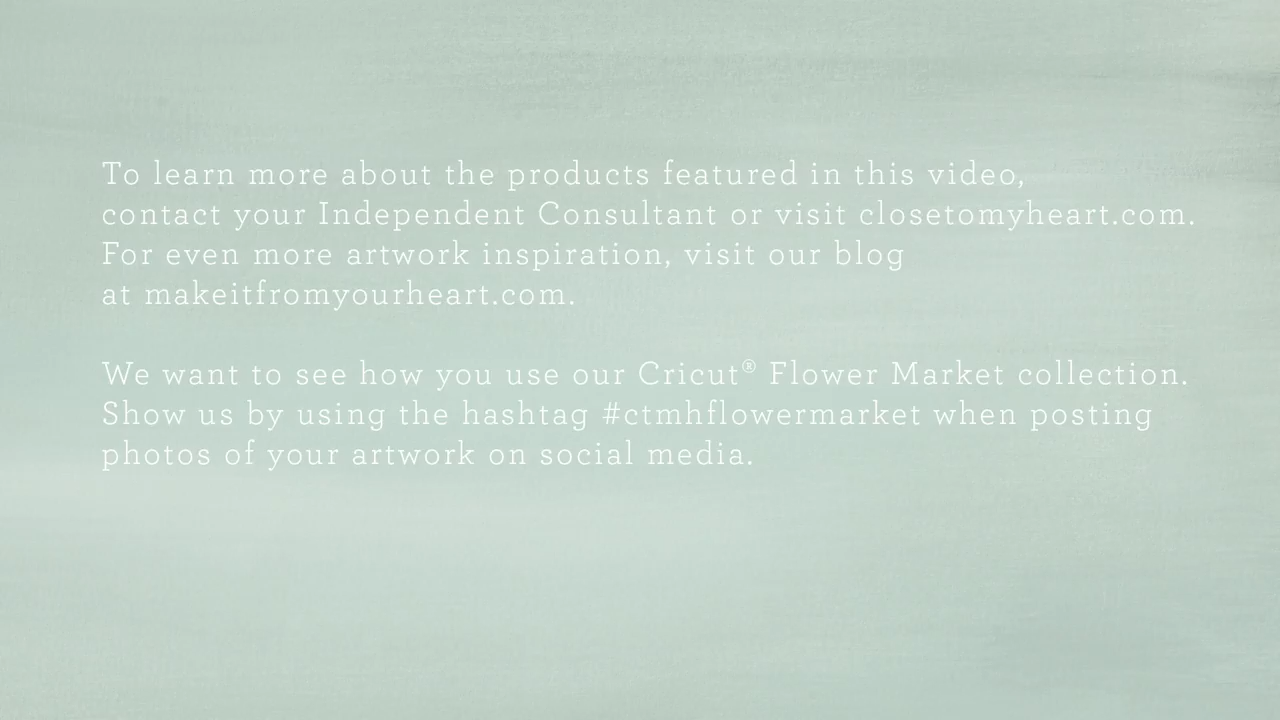 To learn more about the products featured in this video,
contact your Independent Consultant or visit closetomyheart.com.
For even more artwork inspiration, visit our blog
at makeitfromyourheart.com.
We want to see how you use our Cricut® Flower Market collection.
Show us by using the hashtag #ctmhflowermarket when posting
photos of your artwork on social media.